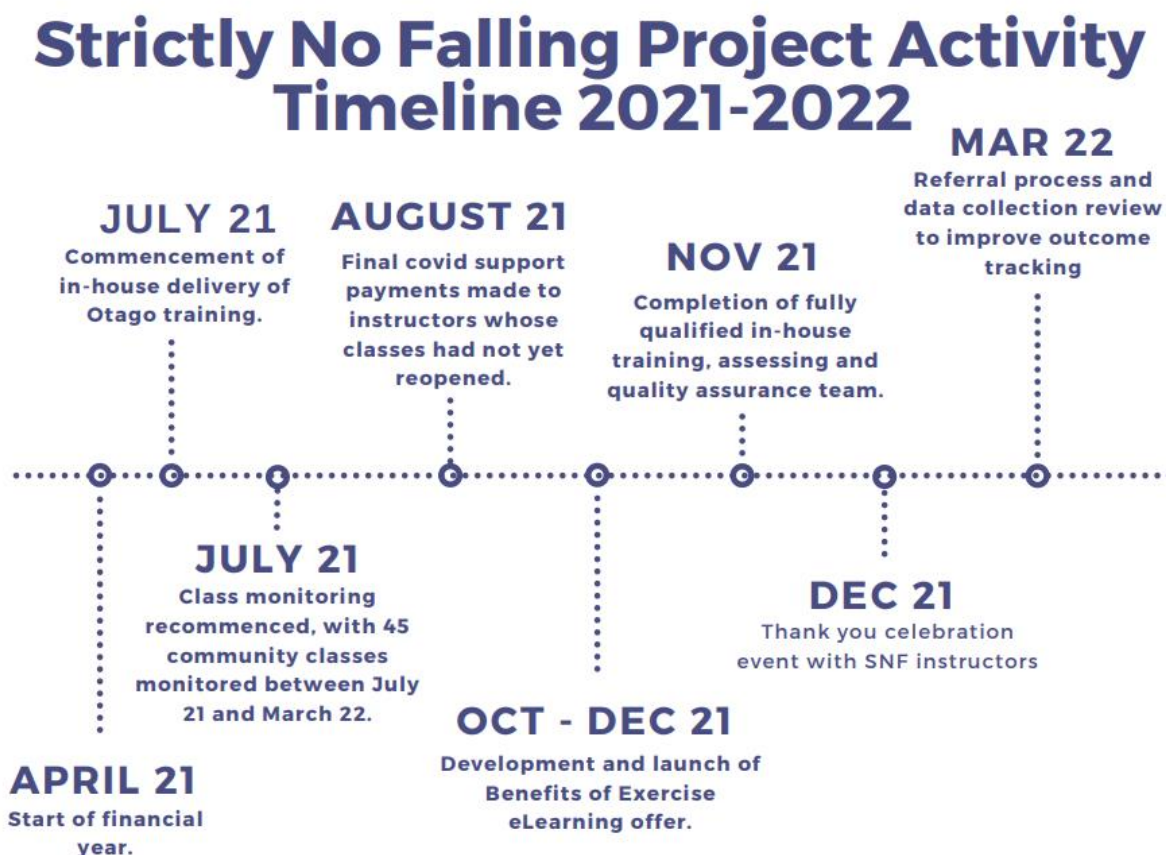 Strictly No Falling Project Activity
Timeline 2021-2022
APRIL 21
Start of financial
year.
JULY 21
Commencement of
in-house delivery of
Otago training.
JULY 21
Class monitoring
recommenced, with 45
community classes
monitored between July
21 and March 22.
AUGUST 21
Final covid support
payments made to
instructors whose
classes had not yet
reopened.
OCT - DEC 21
Development and launch of
Benefits of Exercise
eLearning offer.
NOV 21
Completion of fully
qualified in-house
training, assessing and
quality assurance team.
DEC 21
Thank you celebration
event with SNF instructors
MAR 22
Referral process and
data collection review
to improve outcome
tracking